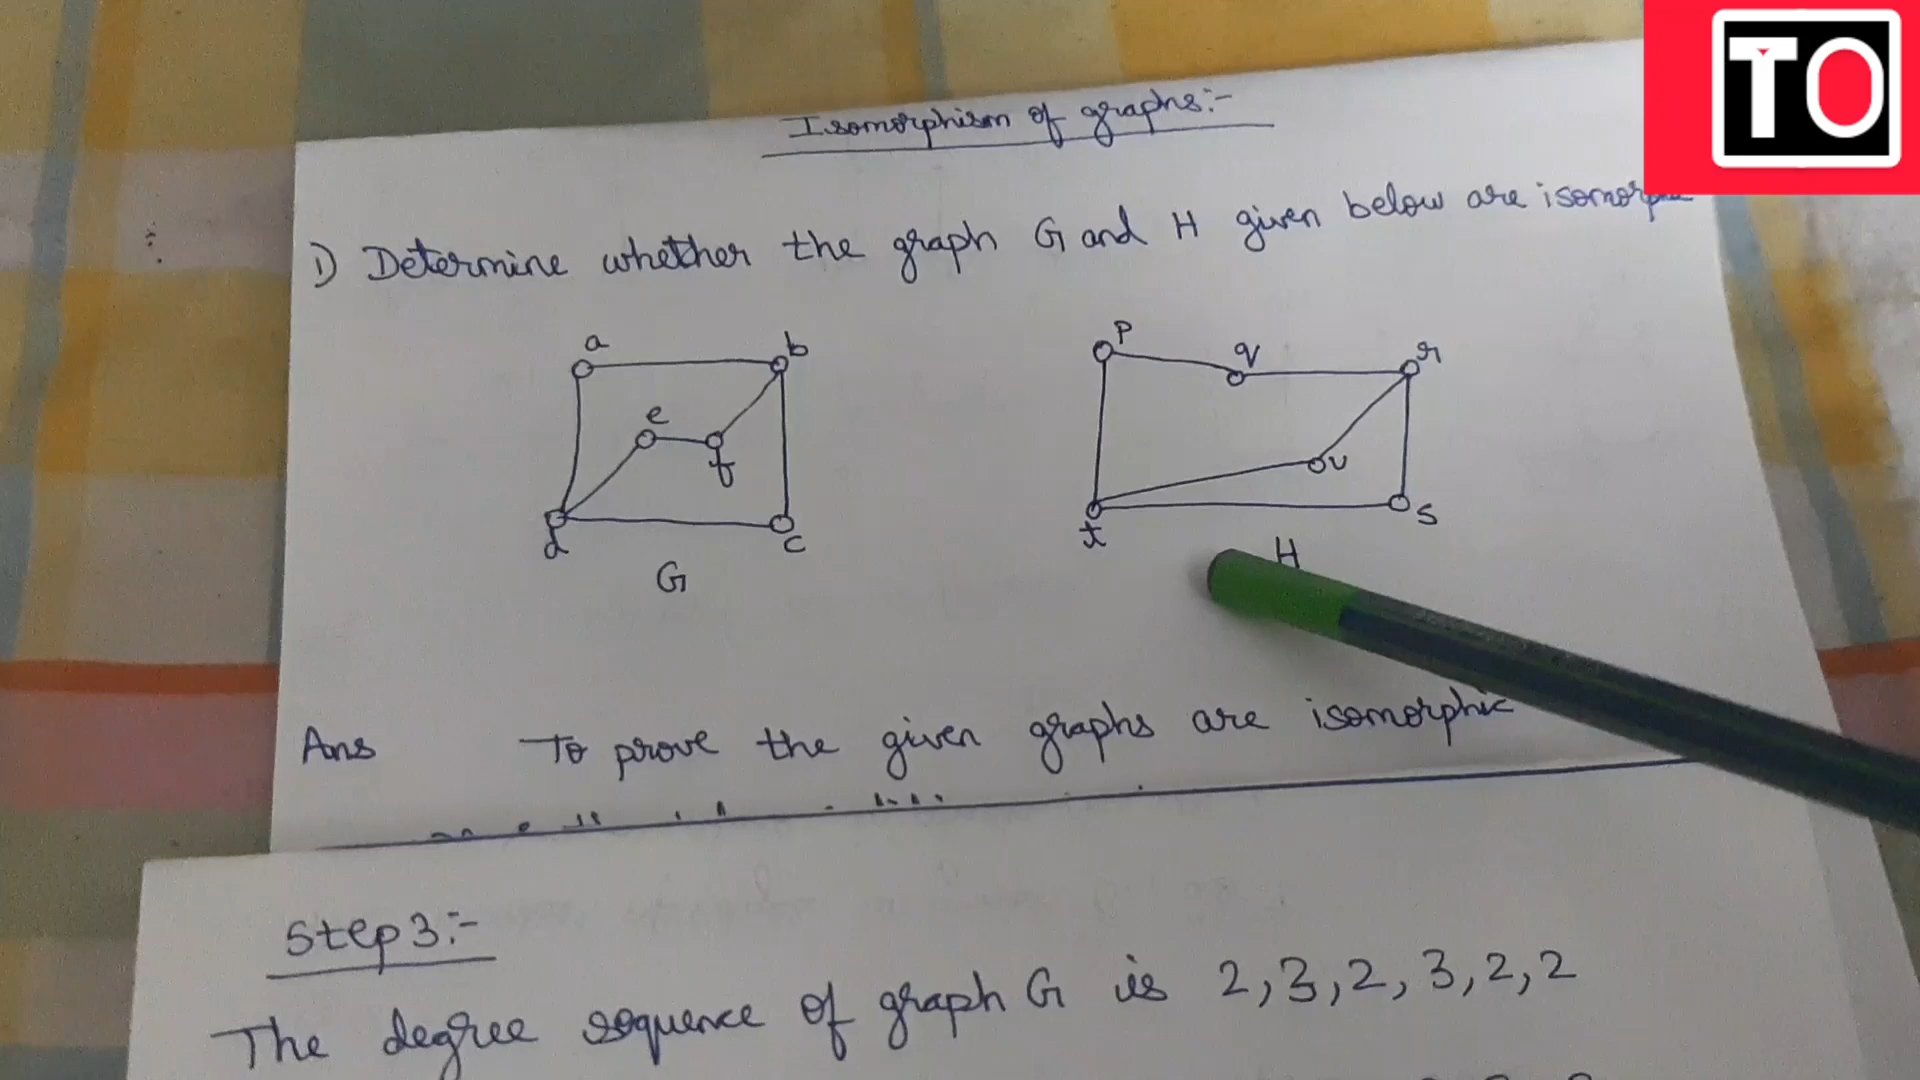 TO
Isomorphism of graphs:-
1) Determine whether the graph G and H given below are
a b
e
f
d c
G
p q r
u
t s
H
Ans To prove the given graphs are isomorphic
Step 3:-
The degree sequence of graph G is 2, 3, 2, 3, 2, 2